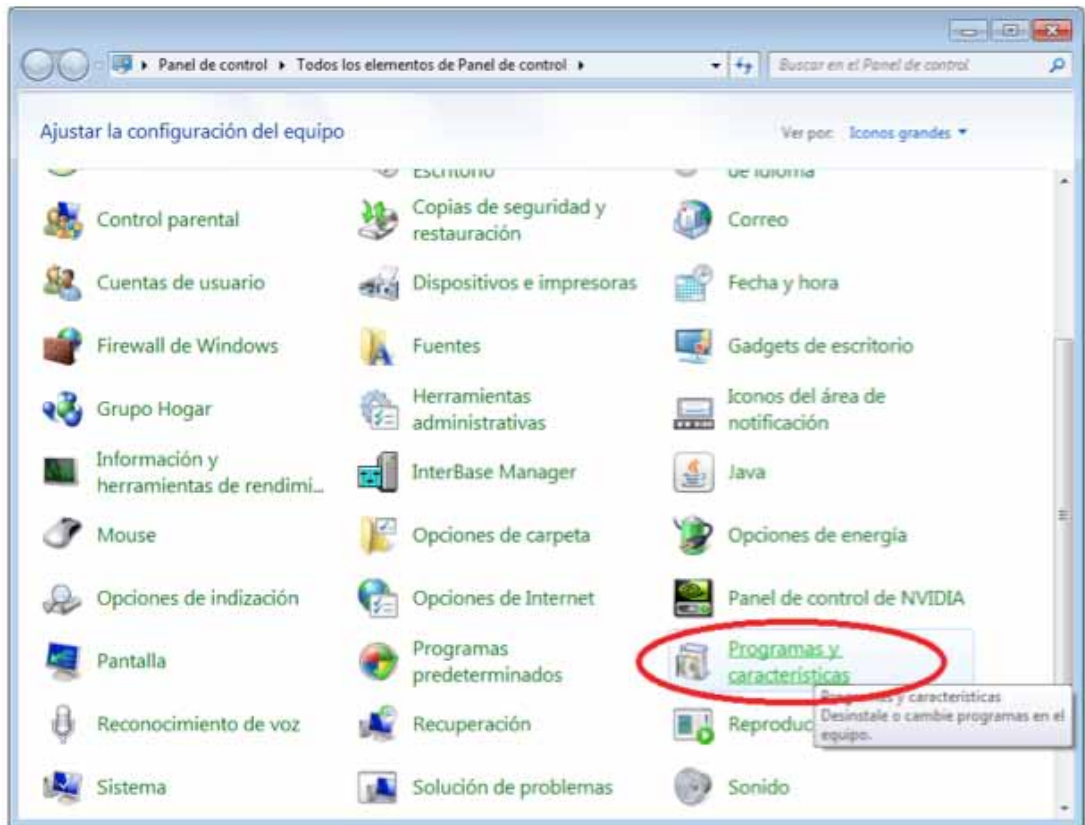 Panel de control ▸ Todos los elementos de Panel de control ▸
Buscar en el Panel de control
Ajustar la configuración del equipo
Ver por: Iconos grandes
Escritorio
de idioma
Control parental
Copias de seguridad y
restauración
Correo
Cuentas de usuario
Dispositivos e impresoras
Fecha y hora
Firewall de Windows
Fuentes
Gadgets de escritorio
Grupo Hogar
Herramientas
administrativas
Iconos del área de
notificación
Información y
herramientas de rendimi...
InterBase Manager
Java
Mouse
Opciones de carpeta
Opciones de energía
Opciones de indización
Opciones de Internet
Panel de control de NVIDIA
Pantalla
Programas
predeterminados
Programas y
características
Programas y características
Desinstale o cambie programas en el
equipo.
Reconocimiento de voz
Recuperación
Reproduc
Sistema
Solución de problemas
Sonido